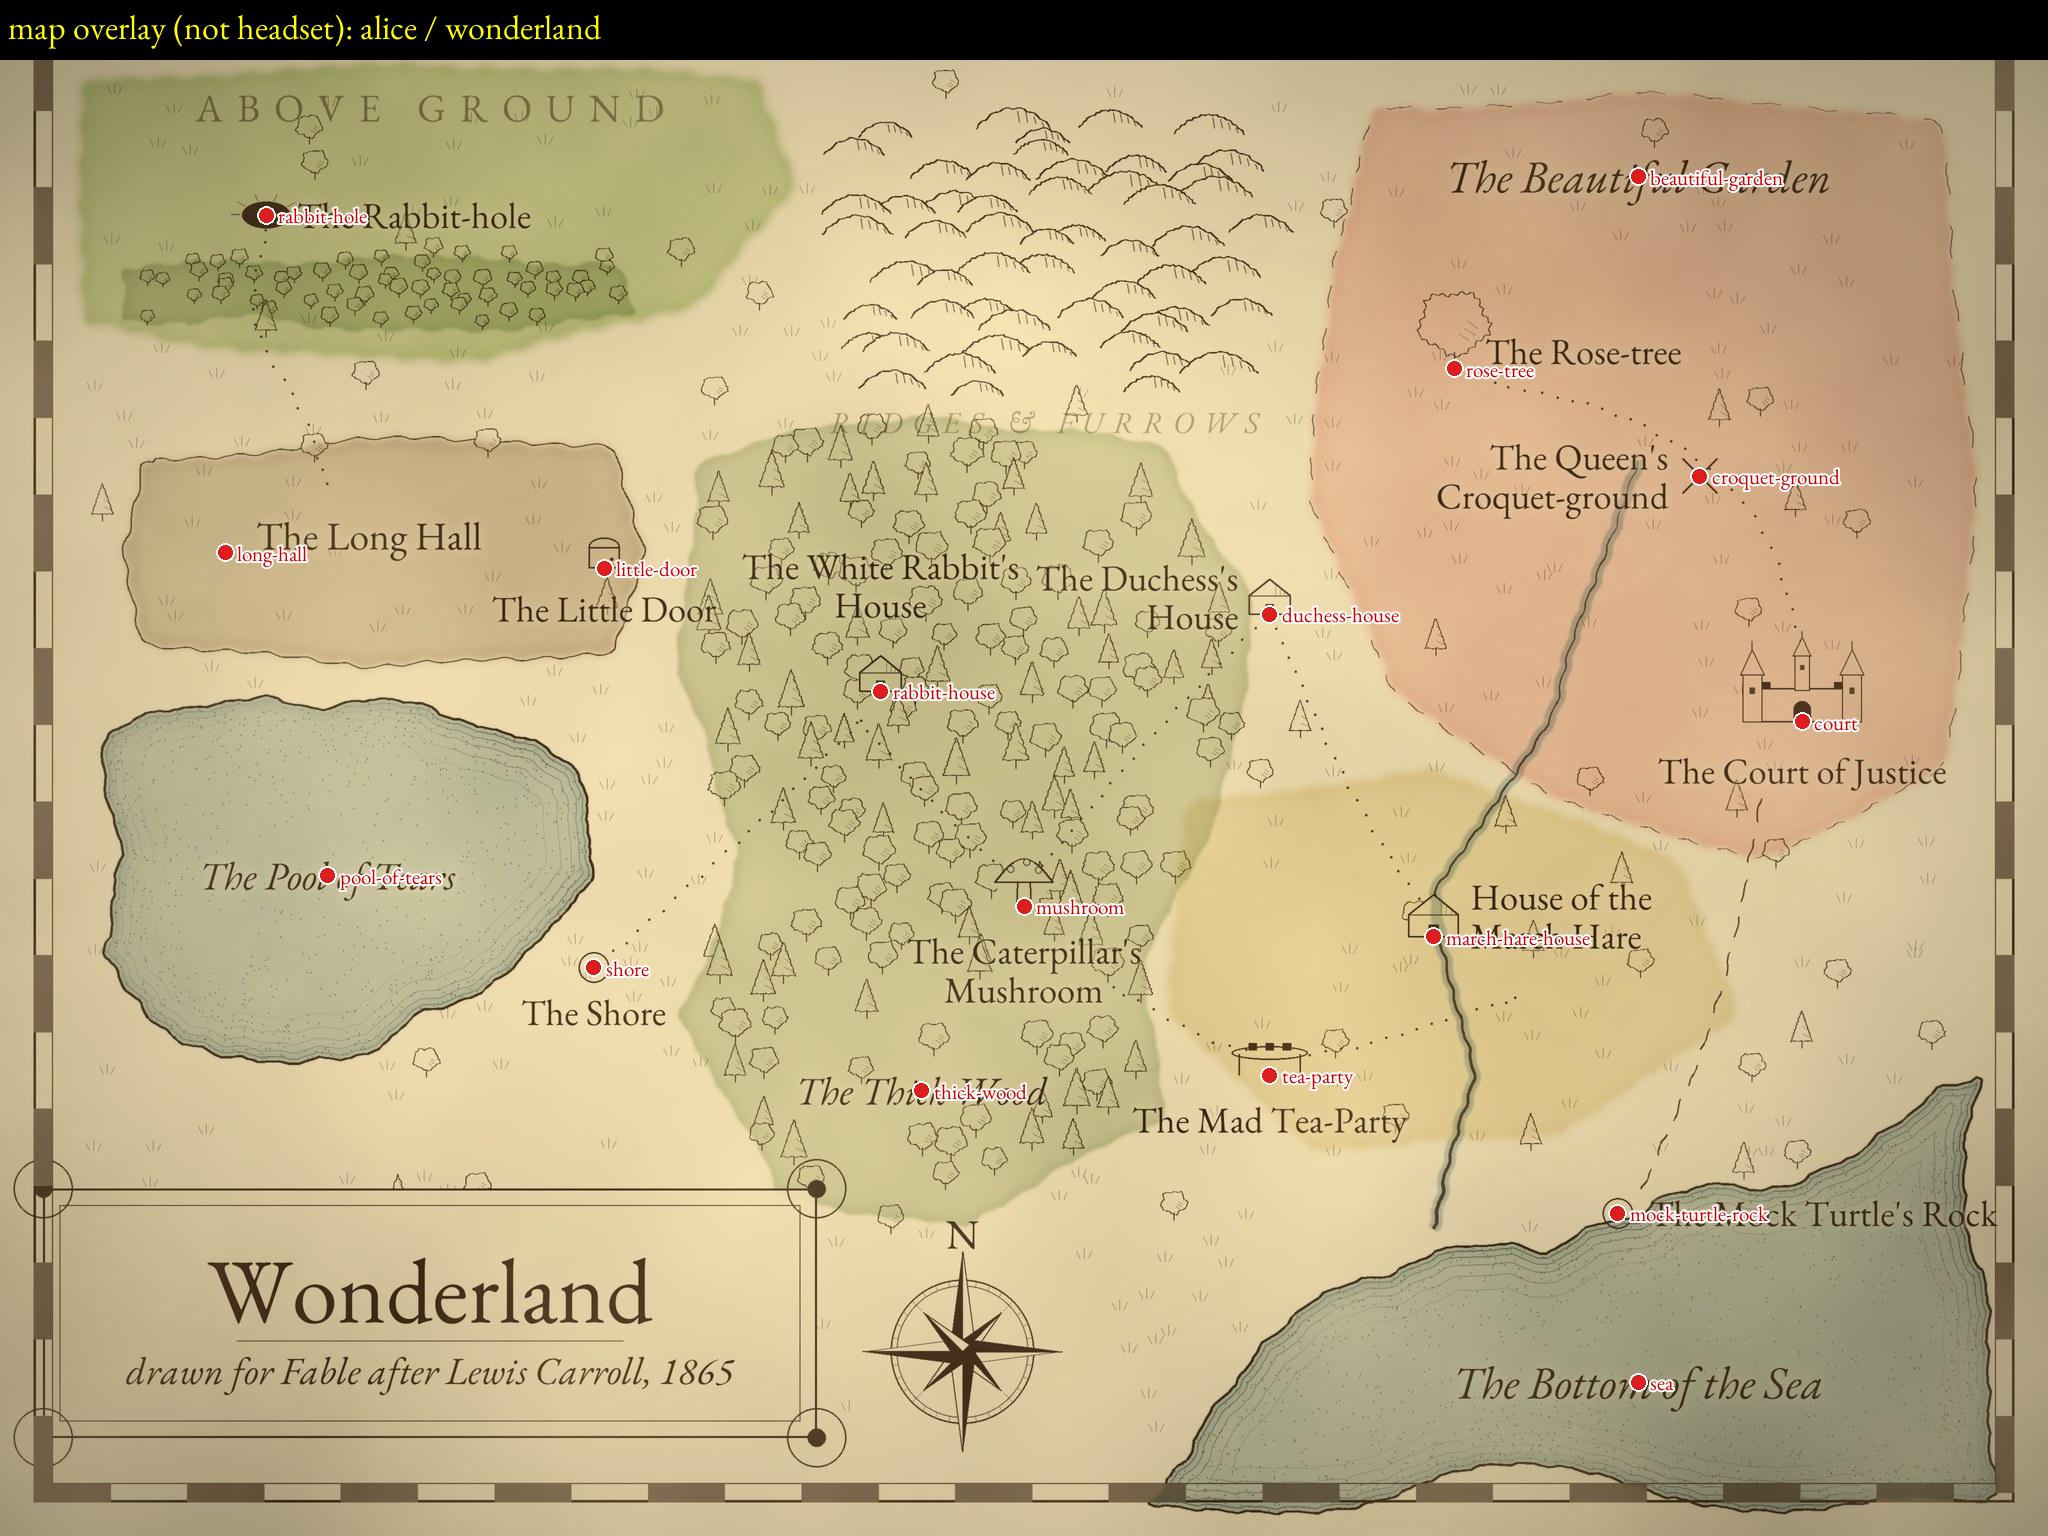 map overlay (not headset): alice / wonderland
ABOVE GROUND
The Beautiful Garden
beautiful-garden
The Rabbit-hole
rabbit-hole
The Rose-tree
rose-tree
RIDGES & FURROWS
The Queen's
Croquet-ground
croquet-ground
The Long Hall
long-hall
little-door
The Little Door
The White Rabbit's
House
rabbit-house
The Duchess's
House
duchess-house
court
The Court of Justice
The Pool of Tears
pool-of-tears
mushroom
The Caterpillar's
Mushroom
House of the
March Hare
march-hare-house
shore
The Shore
The Thick Wood
thick-wood
tea-party
The Mad Tea-Party
The Mock Turtle's Rock
mock-turtle-rock
N
Wonderland
drawn for Fable after Lewis Carroll, 1865
The Bottom of the Sea
sea